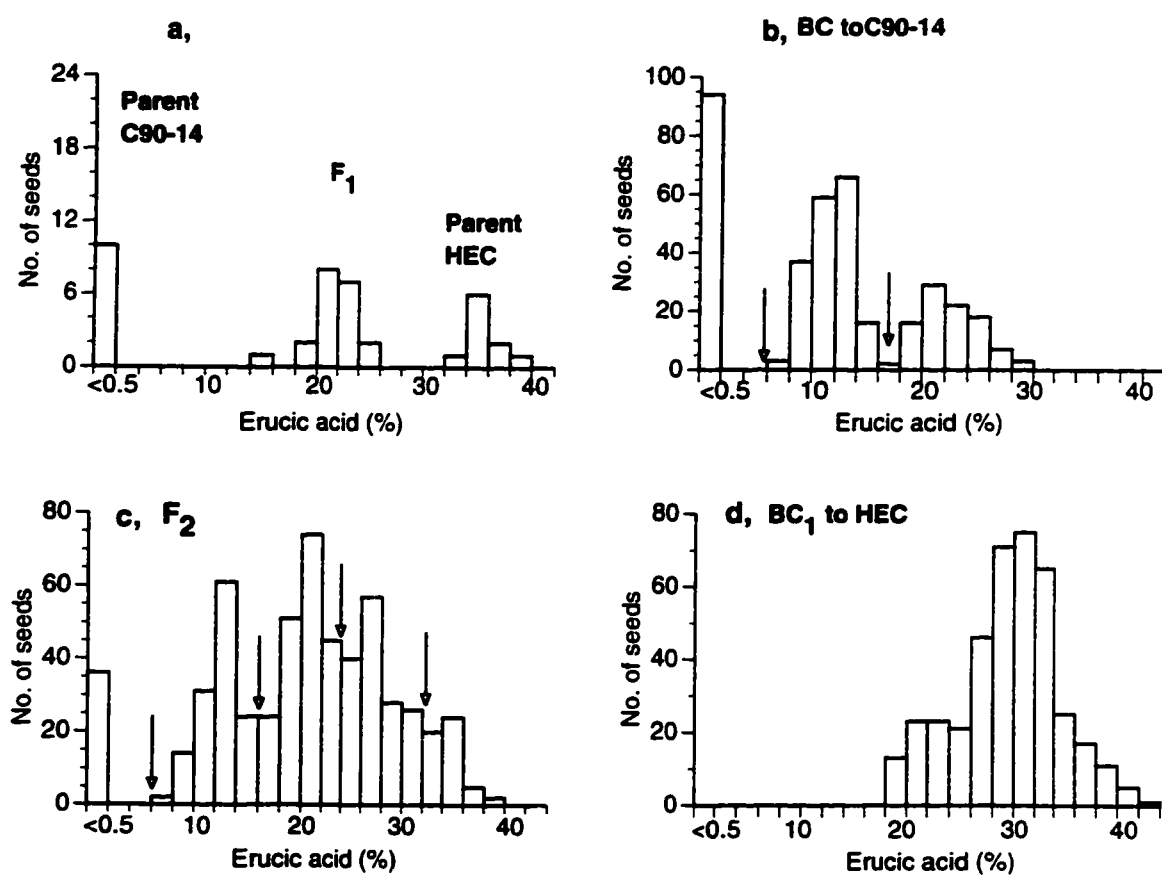 a,
24
18
12
6
0
No. of seeds
Parent
C90-14
F1
Parent
HEC
<0.5 10 20 30 40
Erucic acid (%)
b, BC toC90-14
100
80
60
40
20
0
No. of seeds
<0.5 10 20 30 40
Erucic acid (%)
c, F2
80
60
40
20
0
No. of seeds
<0.5 10 20 30 40
Erucic acid (%)
d, BC1 to HEC
80
60
40
20
0
No. of seeds
<0.5 10 20 30 40
Erucic acid (%)